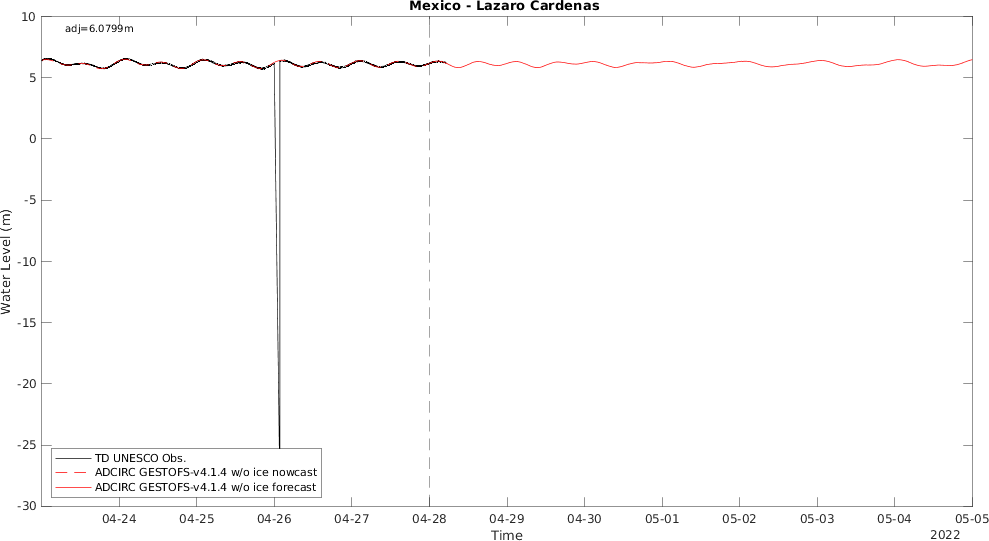 Mexico - Lazaro Cardenas
adj=6.0799m
10
5
0
-5
-10
-15
-20
-25
-30
Water Level (m)
TD UNESCO Obs.
ADCIRC GESTOFS-v4.1.4 w/o ice nowcast
ADCIRC GESTOFS-v4.1.4 w/o ice forecast
04-24 04-25 04-26 04-27 04-28 04-29 04-30 05-01 05-02 05-03 05-04 05-05
Time
2022